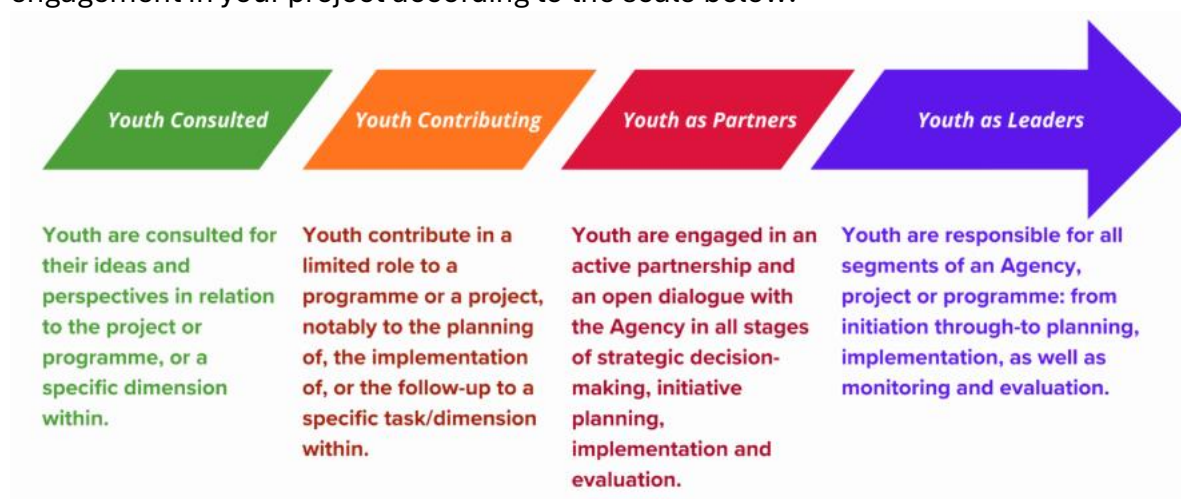 engagement in your project according to the scale below.
Youth Consulted
Youth Contributing
Youth as Partners
Youth as Leaders
Youth are consulted for
their ideas and
perspectives in relation
to the project or
programme, or a
specific dimension
within.
Youth contribute in a
limited role to a
programme or a project,
notably to the planning
of, the implementation
of, or the follow-up to a
specific task/dimension
within.
Youth are engaged in an
active partnership and
an open dialogue with
the Agency in all stages
of strategic decision-
making, initiative
planning,
implementation and
evaluation.
Youth are responsible for all
segments of an Agency,
project or programme: from
initiation through-to planning,
implementation, as well as
monitoring and evaluation.